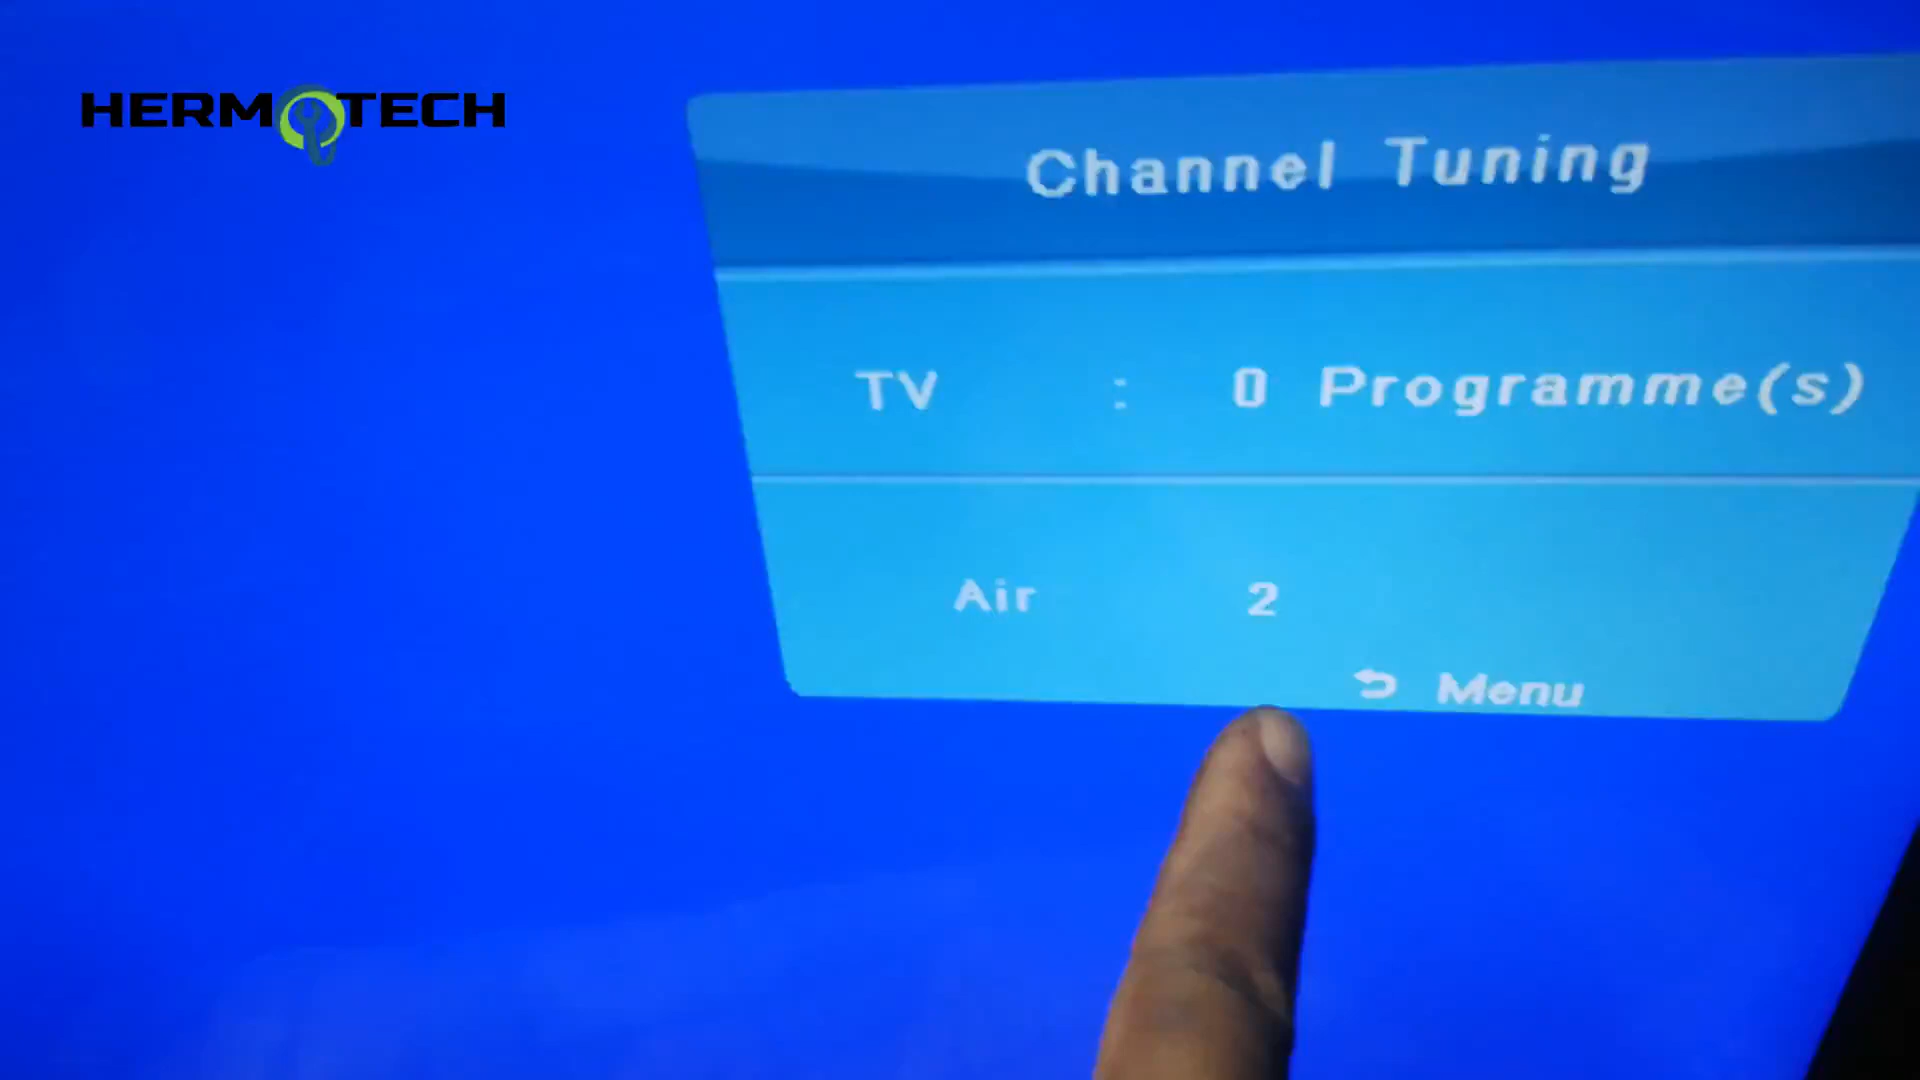 HERMOTECH
Channel Tuning
TV : 0 Programme(s)
Air 2
Menu